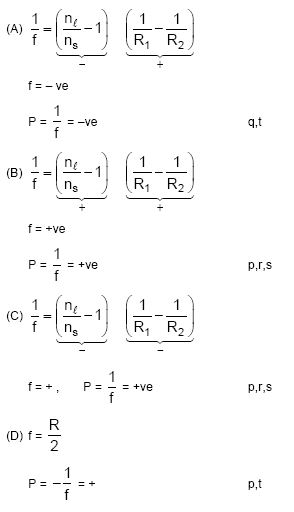 (A) 1/f = (nℓ/ns − 1) (1/R1 − 1/R2)
− +
f = – ve
P = 1/f = –ve q,t
(B) 1/f = (nℓ/ns − 1) (1/R1 − 1/R2)
+ +
f = +ve
P = 1/f = +ve p,r,s
(C) 1/f = (nℓ/ns − 1) (1/R1 − 1/R2)
− −
f = + , P = 1/f = +ve p,r,s
(D) f = R/2
P = −1/f = + p,t